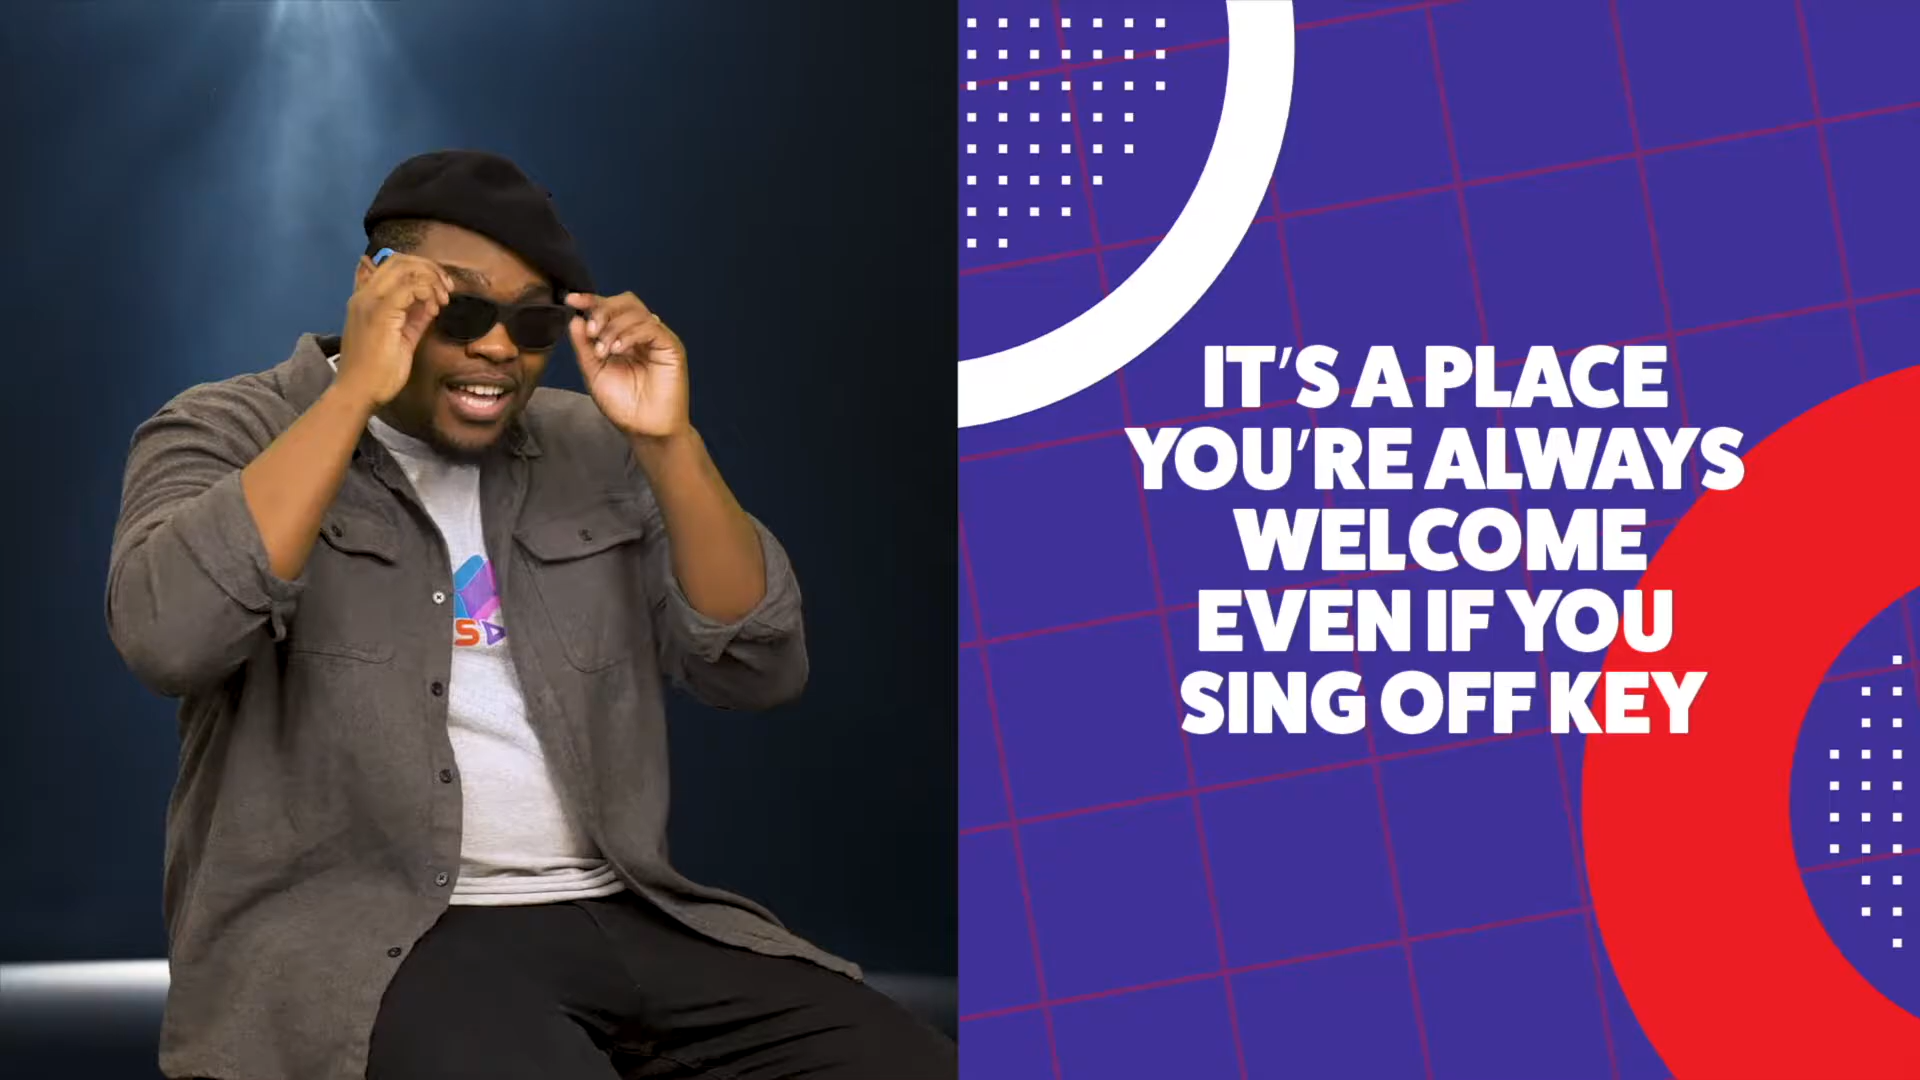 IT'S A PLACE
YOU'RE ALWAYS
WELCOME
EVEN IF YOU
SING OFF KEY